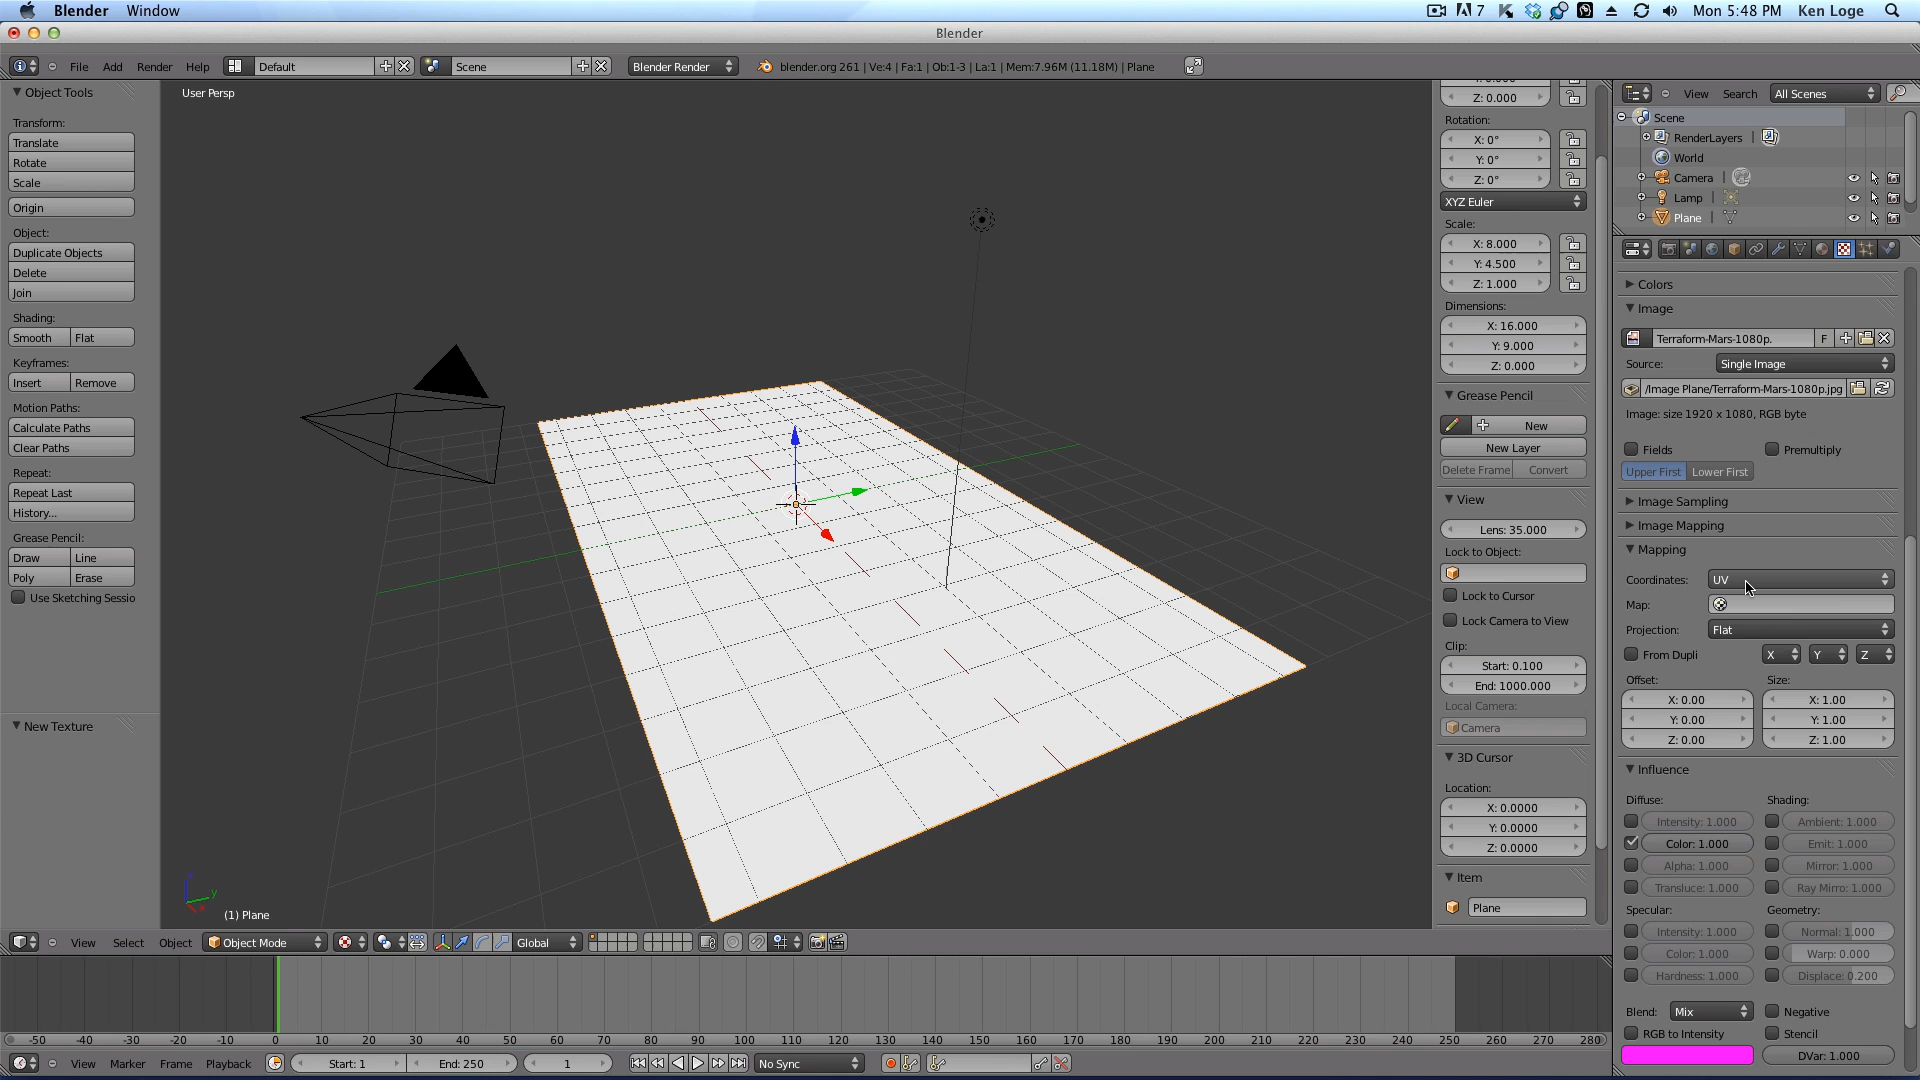 Blender Window
7 Mon 5:48 PM Ken Loge
Blender
File Add Render Help Default Scene Blender Render blender.org 261 | Ve:4 | Fa:1 | Ob:1-3 | La:1 | Mem:7.96M (11.18M) | Plane
Object Tools
Transform:
Translate
Rotate
Scale
Origin
Object:
Duplicate Objects
Delete
Join
Shading:
Smooth Flat
Keyframes:
Insert Remove
Motion Paths:
Calculate Paths
Clear Paths
Repeat:
Repeat Last
History...
Grease Pencil:
Draw Line
Poly Erase
Use Sketching Sessio
New Texture
User Persp
(1) Plane
Z: 0.000
Rotation:
X: 0°
Y: 0°
Z: 0°
XYZ Euler
Scale:
X: 8.000
Y: 4.500
Z: 1.000
Dimensions:
X: 16.000
Y: 9.000
Z: 0.000
Grease Pencil
New
New Layer
Delete Frame Convert
View
Lens: 35.000
Lock to Object:
Lock to Cursor
Lock Camera to View
Clip:
Start: 0.100
End: 1000.000
Local Camera:
Camera
3D Cursor
Location:
X: 0.0000
Y: 0.0000
Z: 0.0000
Item
Plane
View Search All Scenes
Scene
RenderLayers
World
Camera
Lamp
Plane
Colors
Image
Terraform-Mars-1080p. F
Source: Single Image
/Image Plane/Terraform-Mars-1080p.jpg
Image: size 1920 x 1080, RGB byte
Fields Premultiply
Upper First Lower First
Image Sampling
Image Mapping
Mapping
Coordinates: UV
Map:
Projection: Flat
From Dupli X Y Z
Offset: Size:
X: 0.00 X: 1.00
Y: 0.00 Y: 1.00
Z: 0.00 Z: 1.00
Influence
Diffuse: Shading:
Intensity: 1.000 Ambient: 1.000
Color: 1.000 Emit: 1.000
Alpha: 1.000 Mirror: 1.000
Transluce: 1.000 Ray Mirro: 1.000
Specular: Geometry:
Intensity: 1.000 Normal: 1.000
Color: 1.000 Warp: 0.000
Hardness: 1.000 Displace: 0.200
Blend: Mix Negative
RGB to Intensity Stencil
DVar: 1.000
View Select Object Object Mode Global
-50 -40 -30 -20 -10 0 10 20 30 40 50 60 70 80 90 100 110 120 130 140 150 160 170 180 190 200 210 220 230 240 250 260 270 280
View Marker Frame Playback Start: 1 End: 250 1 No Sync